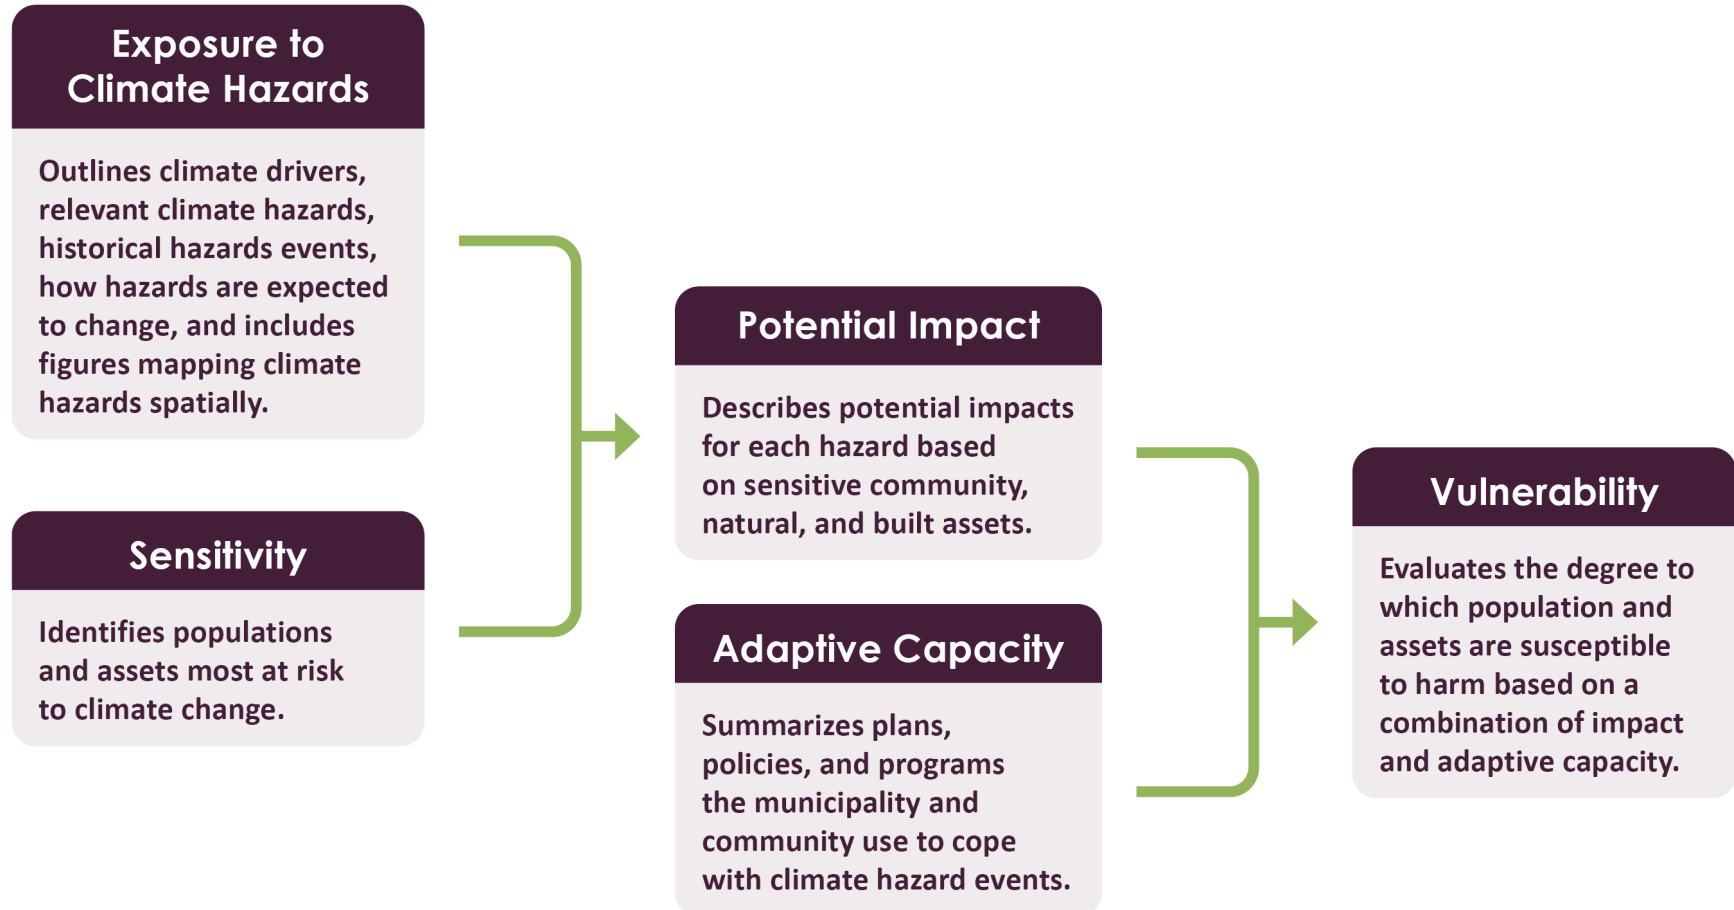 Exposure to
Climate Hazards
Outlines climate drivers,
relevant climate hazards,
historical hazards events,
how hazards are expected
to change, and includes
figures mapping climate
hazards spatially.
Sensitivity
Identifies populations
and assets most at risk
to climate change.
Potential Impact
Describes potential impacts
for each hazard based
on sensitive community,
natural, and built assets.
Adaptive Capacity
Summarizes plans,
policies, and programs
the municipality and
community use to cope
with climate hazard events.
Vulnerability
Evaluates the degree to
which population and
assets are susceptible
to harm based on a
combination of impact
and adaptive capacity.